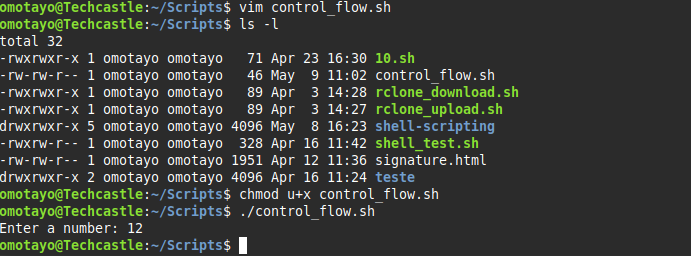 omotayo@Techcastle:~/Scripts$ vim control_flow.sh
omotayo@Techcastle:~/Scripts$ ls -l
total 32
-rwxrwxr-x 1 omotayo omotayo   71 Apr 23 16:30 10.sh
-rw-rw-r-- 1 omotayo omotayo   46 May  9 11:02 control_flow.sh
-rwxrwxr-x 1 omotayo omotayo   89 Apr  3 14:28 rclone_download.sh
-rwxrwxr-x 1 omotayo omotayo   89 Apr  3 14:27 rclone_upload.sh
drwxrwxr-x 5 omotayo omotayo 4096 May  8 16:23 shell-scripting
-rwxrwxr-- 1 omotayo omotayo  328 Apr 16 11:42 shell_test.sh
-rw-rw-r-- 1 omotayo omotayo 1951 Apr 12 11:36 signature.html
drwxrwxr-x 2 omotayo omotayo 4096 Apr 16 11:24 teste
omotayo@Techcastle:~/Scripts$ chmod u+x control_flow.sh
omotayo@Techcastle:~/Scripts$ ./control_flow.sh
Enter a number: 12
omotayo@Techcastle:~/Scripts$